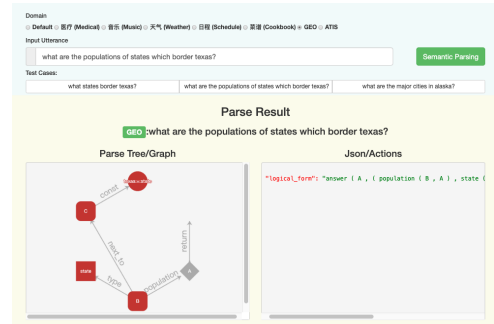 Domain
Default 医疗 (Medical) 音乐 (Music) 天气 (Weather) 日程 (Schedule) 菜谱 (Cookbook) GEO ATIS
Input Utterance
what are the populations of states which border texas?
Semantic Parsing
Test Cases:
what states border texas?
what are the populations of states which border texas?
what are the major cities in alaska?
Parse Result
GEO :what are the populations of states which border texas?
Parse Tree/Graph
Json/Actions
texas:state
const
"logical_form": "answer ( A , ( population ( B , A ) , state (
C
return
next_to
state
type
population
A
B